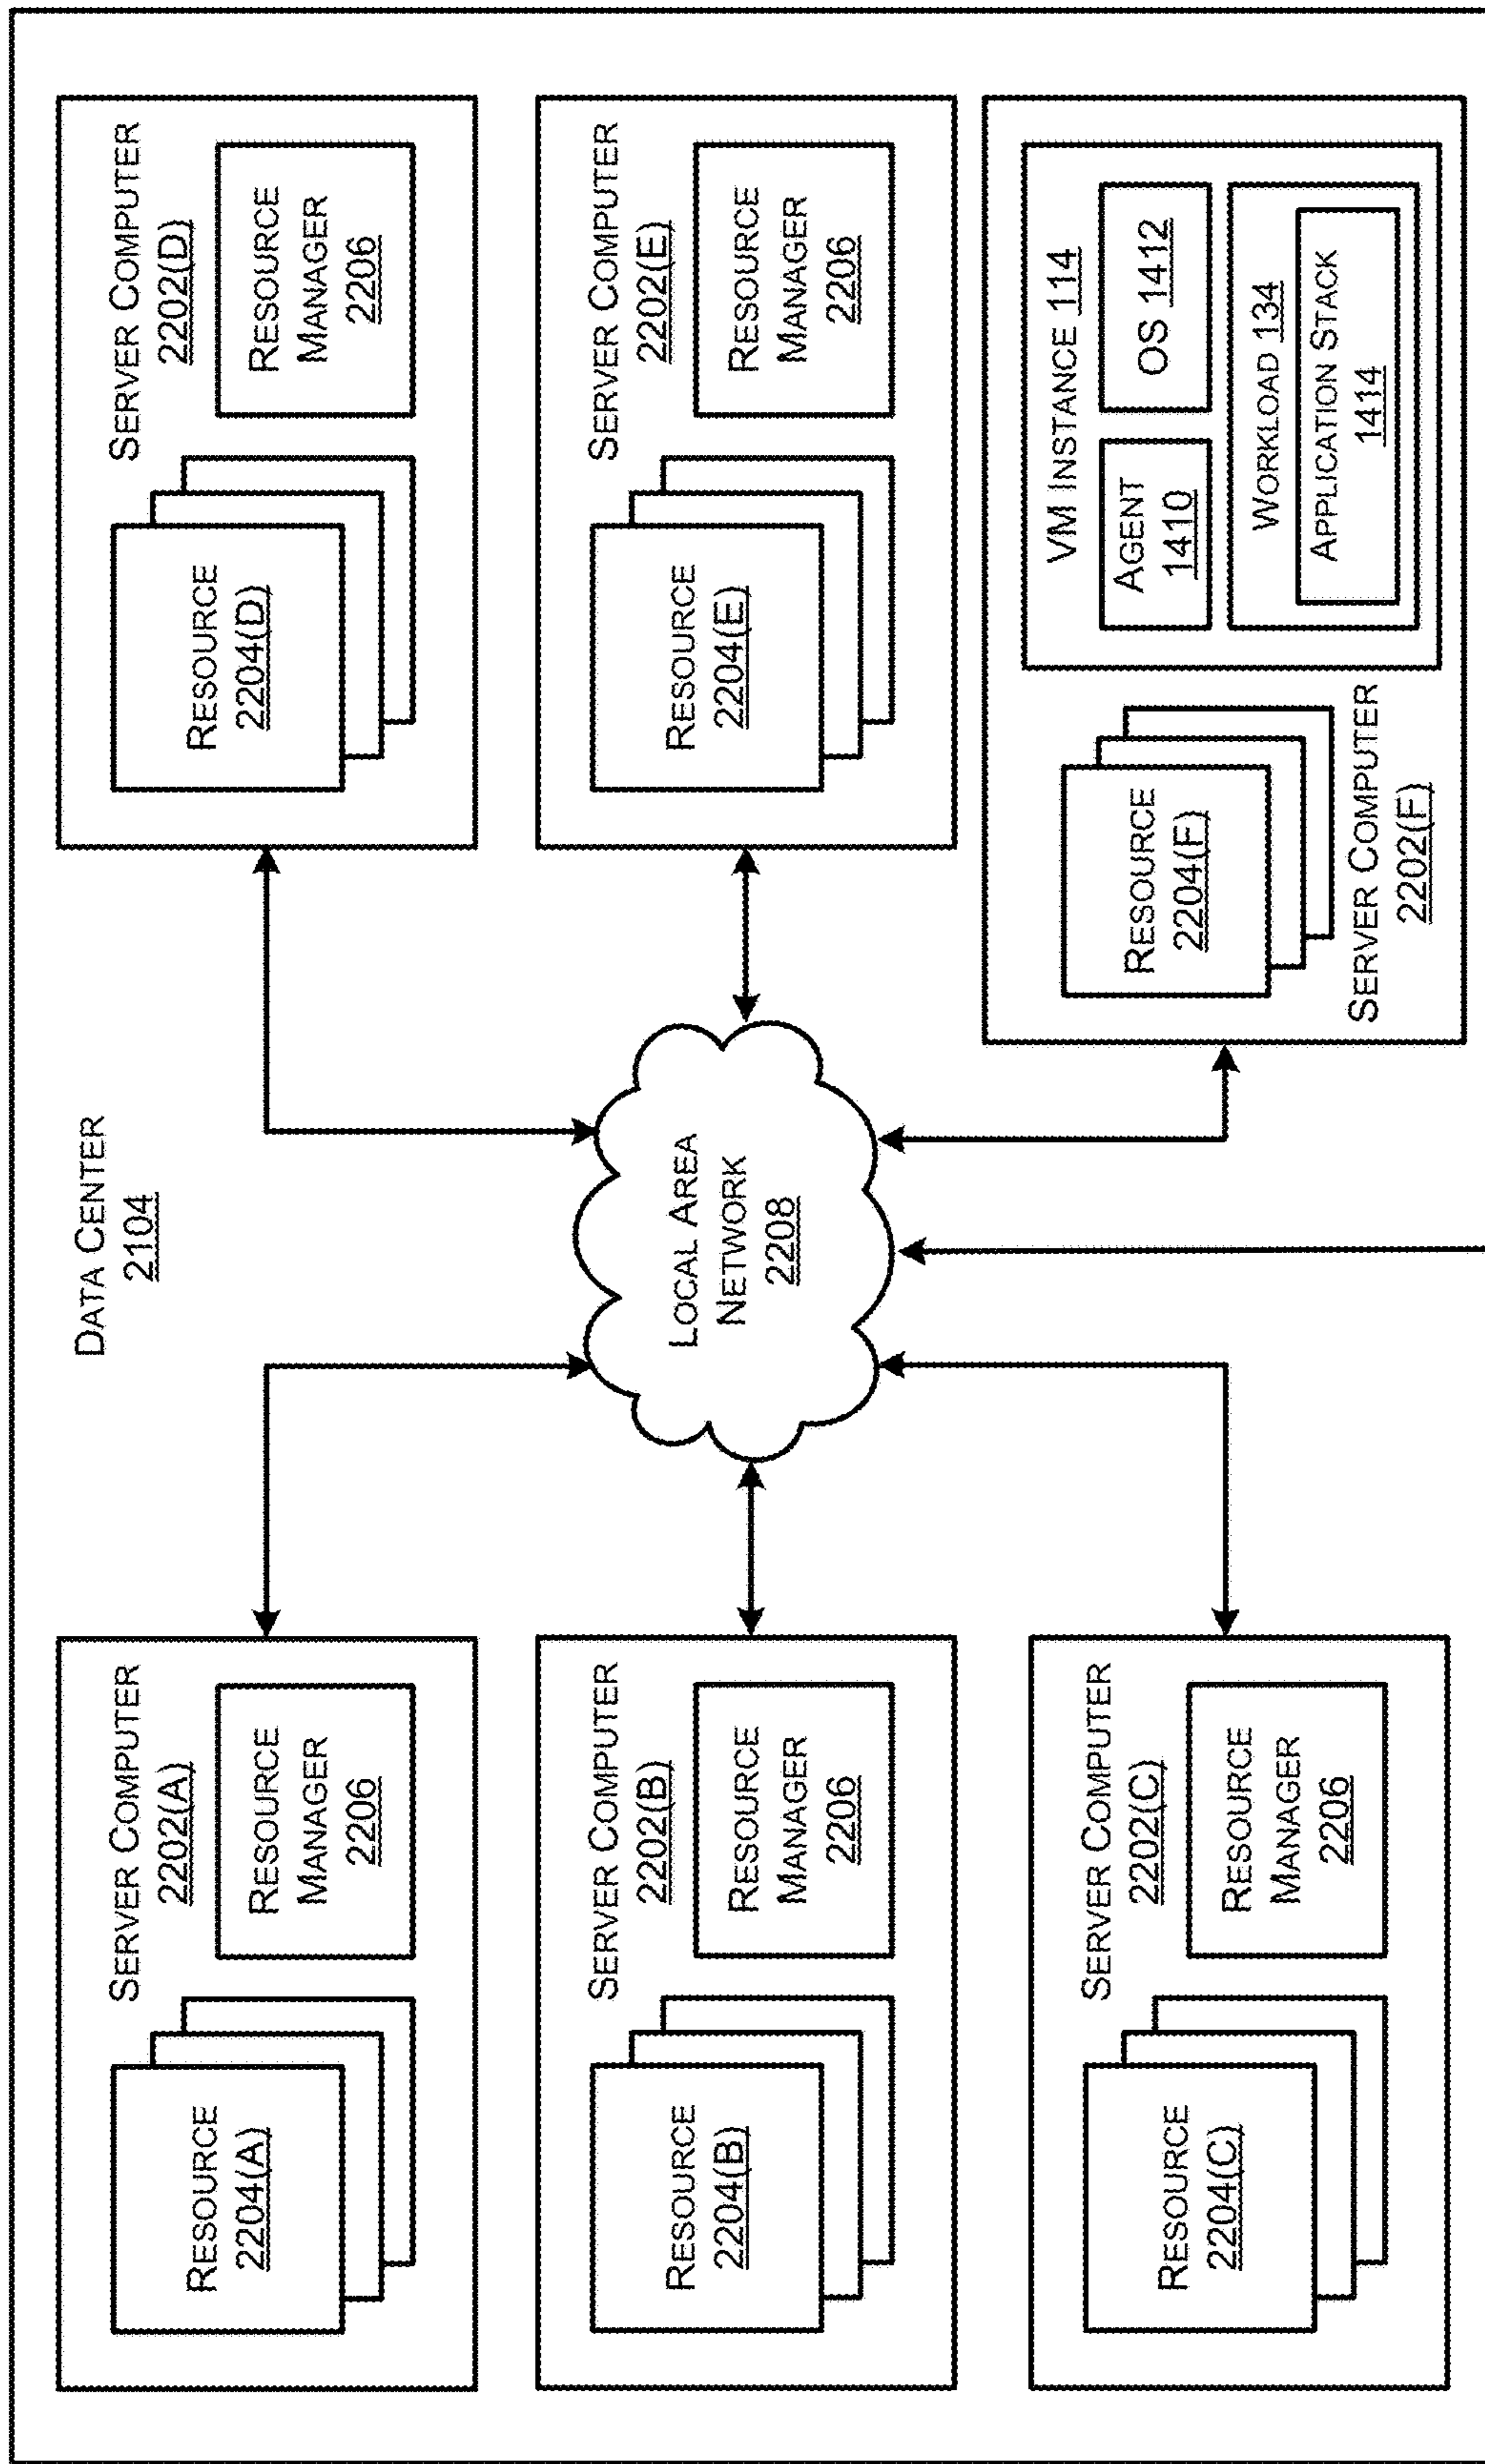 DATA CENTER
2104
SERVER COMPUTER
2202(A)
RESOURCE
2204(A)
RESOURCE
MANAGER
2206
SERVER COMPUTER
2202(B)
RESOURCE
2204(B)
RESOURCE
MANAGER
2206
SERVER COMPUTER
2202(C)
RESOURCE
2204(C)
RESOURCE
MANAGER
2206
LOCAL AREA
NETWORK
2208
SERVER COMPUTER
2202(D)
RESOURCE
2204(D)
RESOURCE
MANAGER
2206
SERVER COMPUTER
2202(E)
RESOURCE
2204(E)
RESOURCE
MANAGER
2206
RESOURCE
2204(F)
SERVER COMPUTER
2202(F)
VM INSTANCE 114
AGENT
1410
OS 1412
WORKLOAD 134
APPLICATION STACK
1414